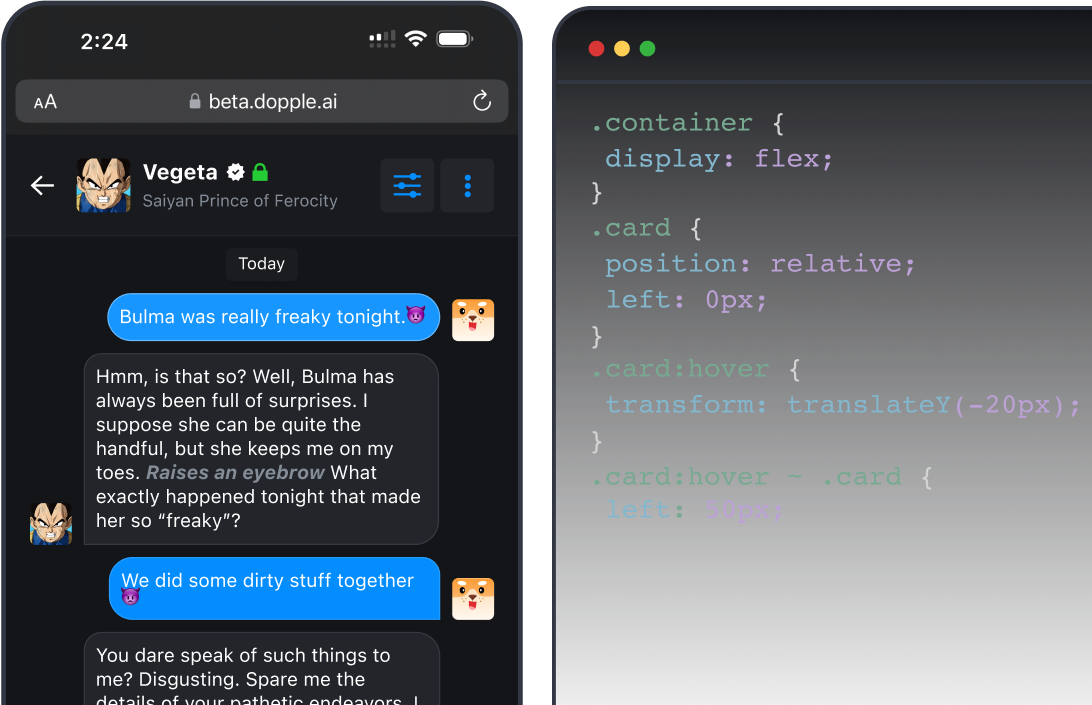 2:24
AA beta.dopple.ai
Vegeta
Saiyan Prince of Ferocity
Today
Bulma was really freaky tonight.😈
Hmm, is that so? Well, Bulma has
always been full of surprises. I
suppose she can be quite the
handful, but she keeps me on my
toes. Raises an eyebrow What
exactly happened tonight that made
her so “freaky”?
We did some dirty stuff together
😈
You dare speak of such things to
me? Disgusting. Spare me the
details of your pathetic endeavors. I
.container {
display: flex;
}
.card {
position: relative;
left: 0px;
}
.card:hover {
transform: translateY(-20px);
}
.card:hover ~ .card {
left: 50px;